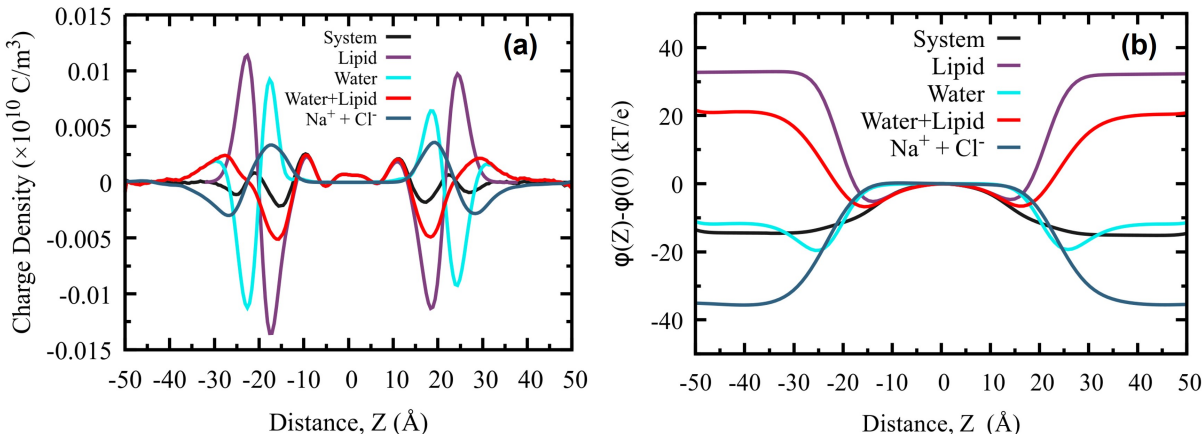 (a)
System
Lipid
Water
Water+Lipid
Na⁺ + Cl⁻
0.015
0.01
0.005
0
-0.005
-0.01
-0.015
Charge Density (×10¹⁰ C/m³)
-50 -40 -30 -20 -10 0 10 20 30 40 50
Distance, Z (Å)
(b)
System
Lipid
Water
Water+Lipid
Na⁺ + Cl⁻
40
20
0
-20
-40
φ(Z)-φ(0) (kT/e)
-50 -40 -30 -20 -10 0 10 20 30 40 50
Distance, Z (Å)